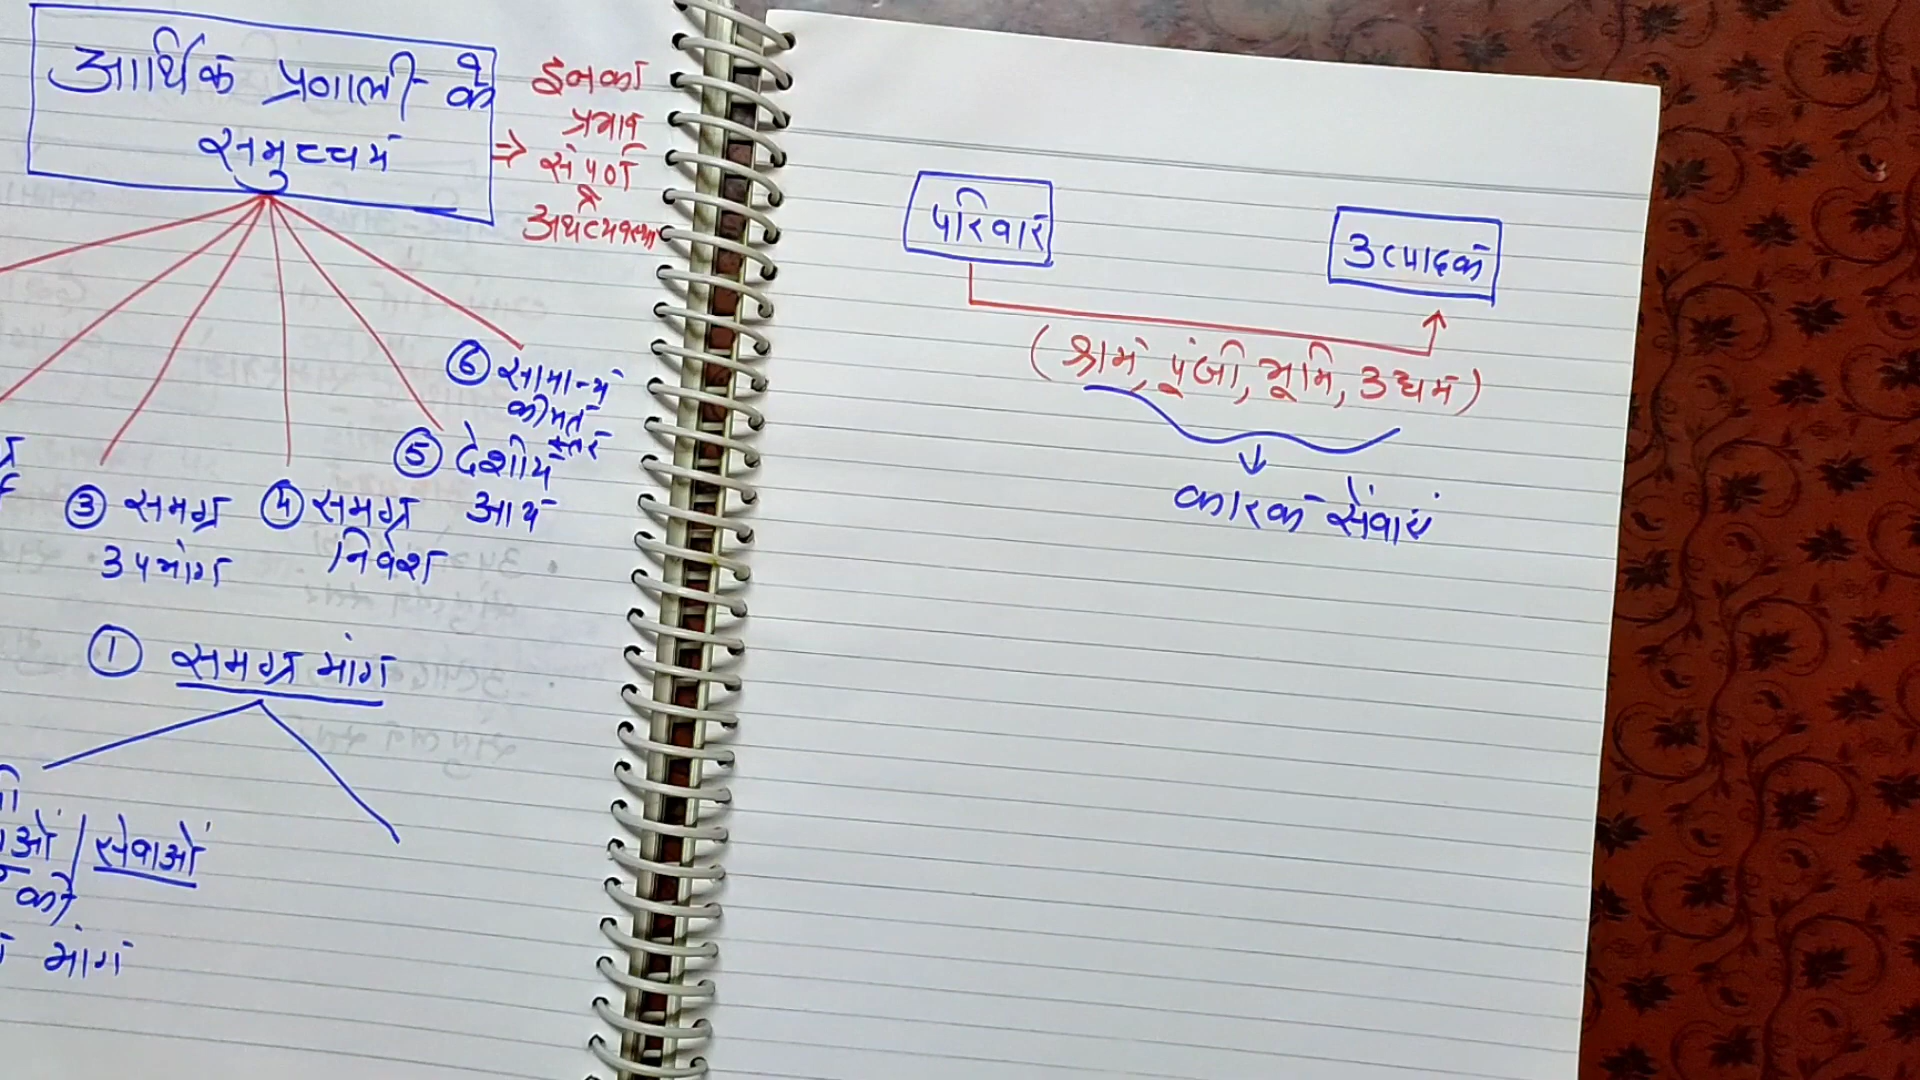 आर्थिक प्रणाली के
समुच्चय
⇒ इनका
प्रभाव
संपूर्ण
अर्थव्यवस्था
⑥ सामान्य
कीमत
स्तर
⑤ देशीय
आय
③ समग्र
उपभोग
④ समग्र
निवेश
① समग्र मांग
ओं / सेवाओं
की
मांग
परिवार
उत्पादक
(श्रम, पूंजी, भूमि, उद्यम)
कारक सेवाएं